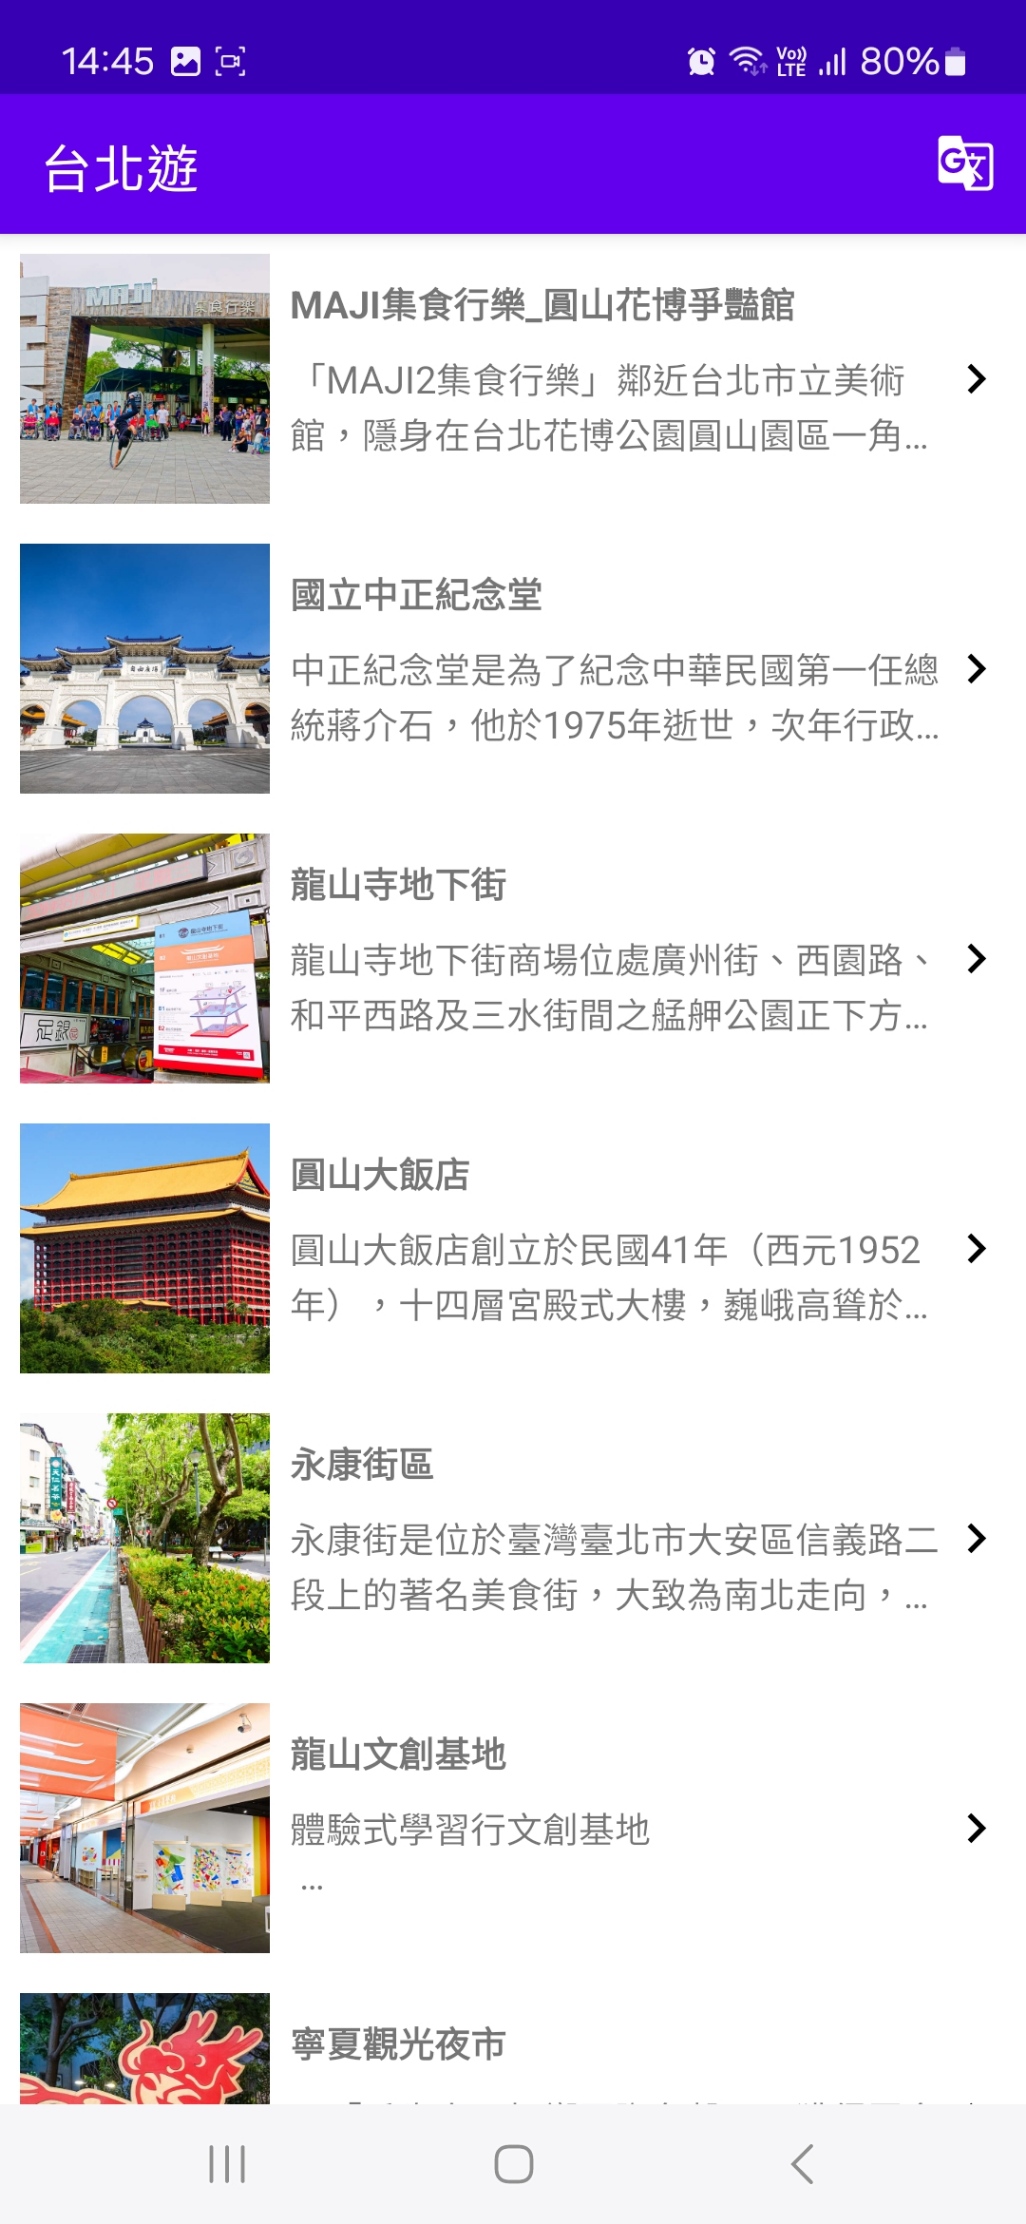 14:45
Vo)) LTE 80%
台北遊
G文
MAJI集食行樂_圓山花博爭豔館
「MAJI2集食行樂」鄰近台北市立美術
館，隱身在台北花博公園圓山園區一角...
MAJI
集食行樂
國立中正紀念堂
中正紀念堂是為了紀念中華民國第一任總
統蔣介石，他於1975年逝世，次年行政...
龍山寺地下街
龍山寺地下街商場位處廣州街、西園路、
和平西路及三水街間之艋舺公園正下方...
足銀
圓山大飯店
圓山大飯店創立於民國41年（西元1952
年），十四層宮殿式大樓，巍峨高聳於...
永康街區
永康街是位於臺灣臺北市大安區信義路二
段上的著名美食街，大致為南北走向，...
龍山文創基地
體驗式學習行文創基地
...
寧夏觀光夜市